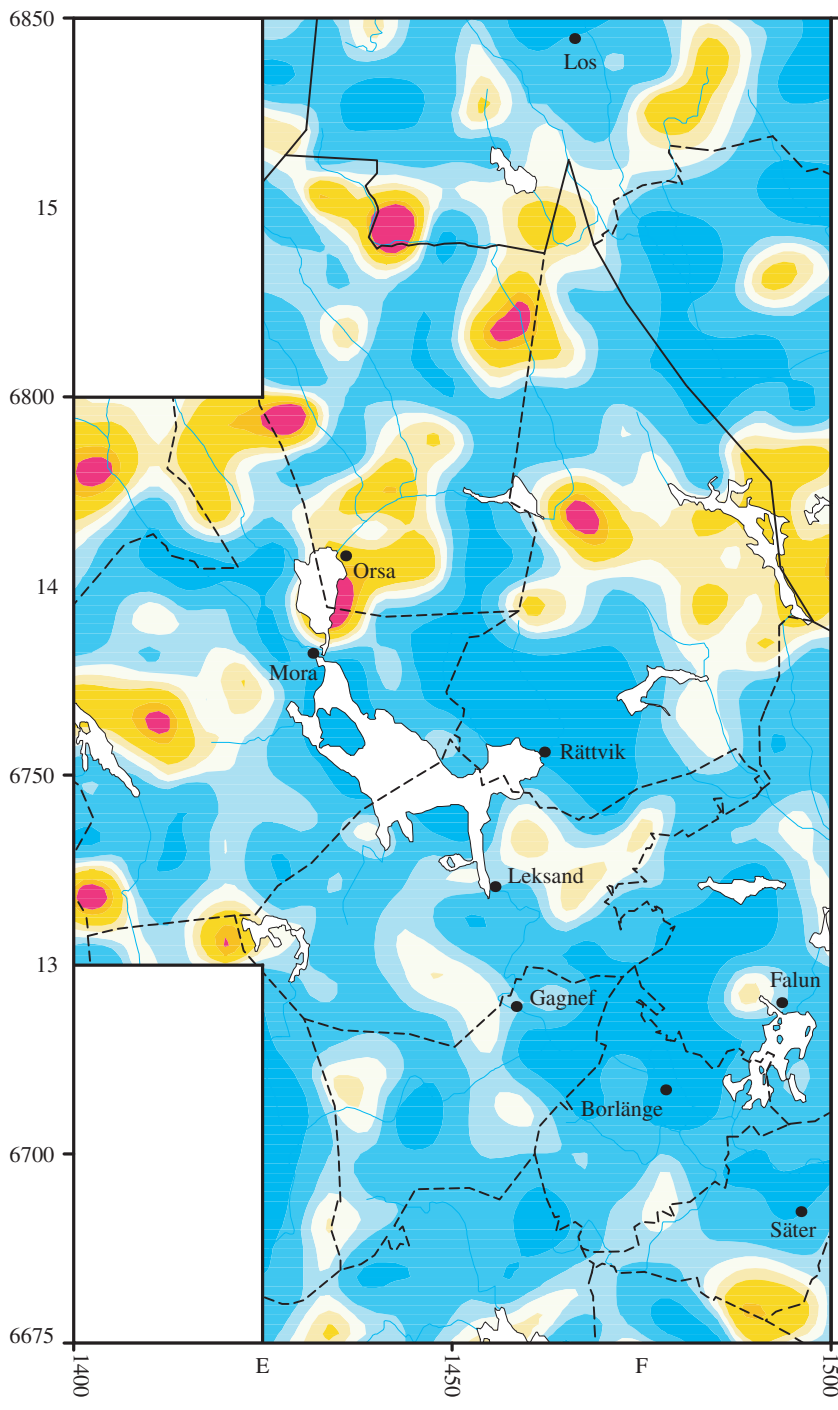 6850
Los
15
6800
Orsa
14
Mora
Rättvik
6750
Leksand
13
Falun
Gagnef
Borlänge
6700
Säter
6675
1400
E
1450
F
1500